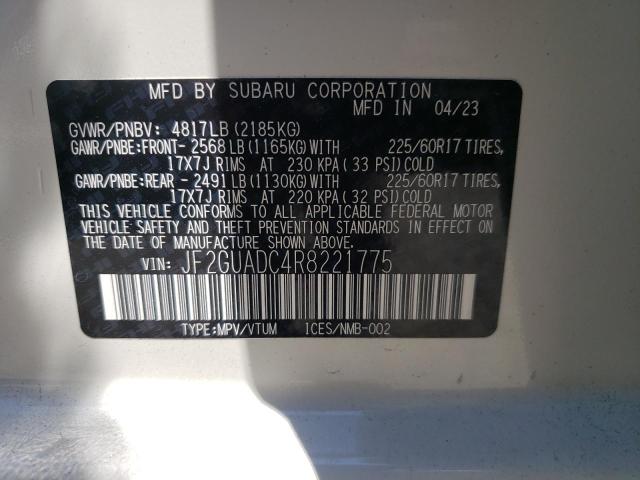 MFD BY SUBARU CORPORATION
MFD IN 04/23
GVWR/PNBV: 4817LB(2185KG)
GAWR/PNBE:FRONT-2568LB(1165KG)WITH 225/60R17 TIRES,
17X7J RIMS AT 230 KPA( 33 PSI)COLD
GAWR/PNBE:REAR -2491LB(1130KG)WITH 225/60R17 TIRES,
17X7J RIMS AT 220 KPA( 32 PSI)COLD
THIS VEHICLE CONFORMS TO ALL APPLICABLE FEDERAL MOTOR
VEHICLE SAFETY AND THEFT PREVENTION STANDARDS IN EFFECT ON
THE DATE OF MANUFACTURE SHOWN ABOVE.
VIN: JF2GUADC4R8221775
TYPE:MPV/VTUM ICES/NMB-002